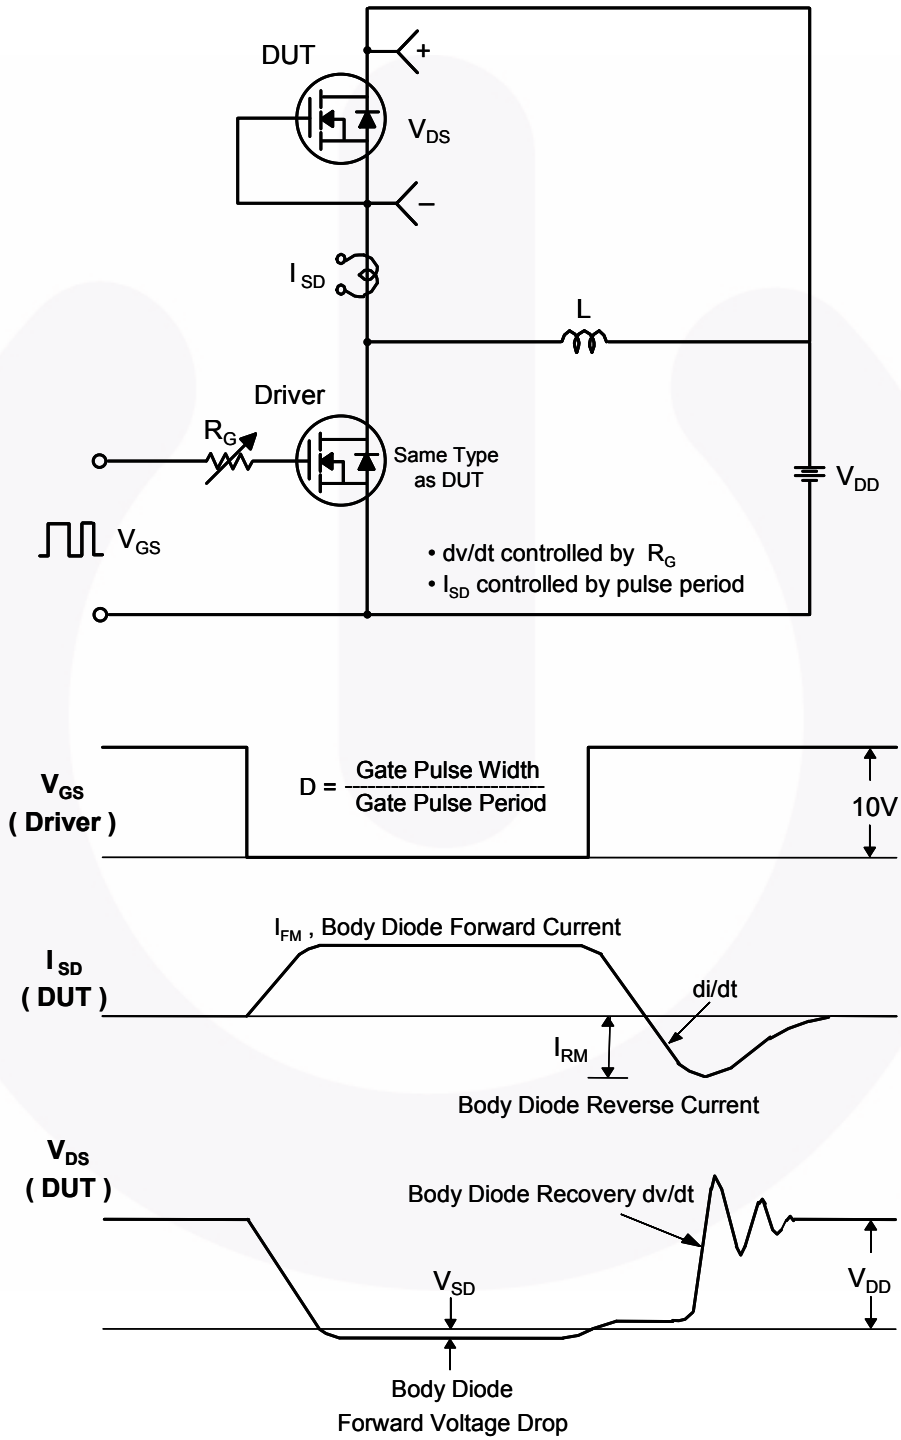 DUT
+
V_DS
–
I_SD
L
Driver
R_G
Same Type
as DUT
V_DD
V_GS
• dv/dt controlled by R_G
• I_SD controlled by pulse period
V_GS
( Driver )
D = Gate Pulse Width
Gate Pulse Period
10V
I_FM , Body Diode Forward Current
I_SD
( DUT )
di/dt
I_RM
Body Diode Reverse Current
V_DS
( DUT )
Body Diode Recovery dv/dt
V_SD
V_DD
Body Diode
Forward Voltage Drop